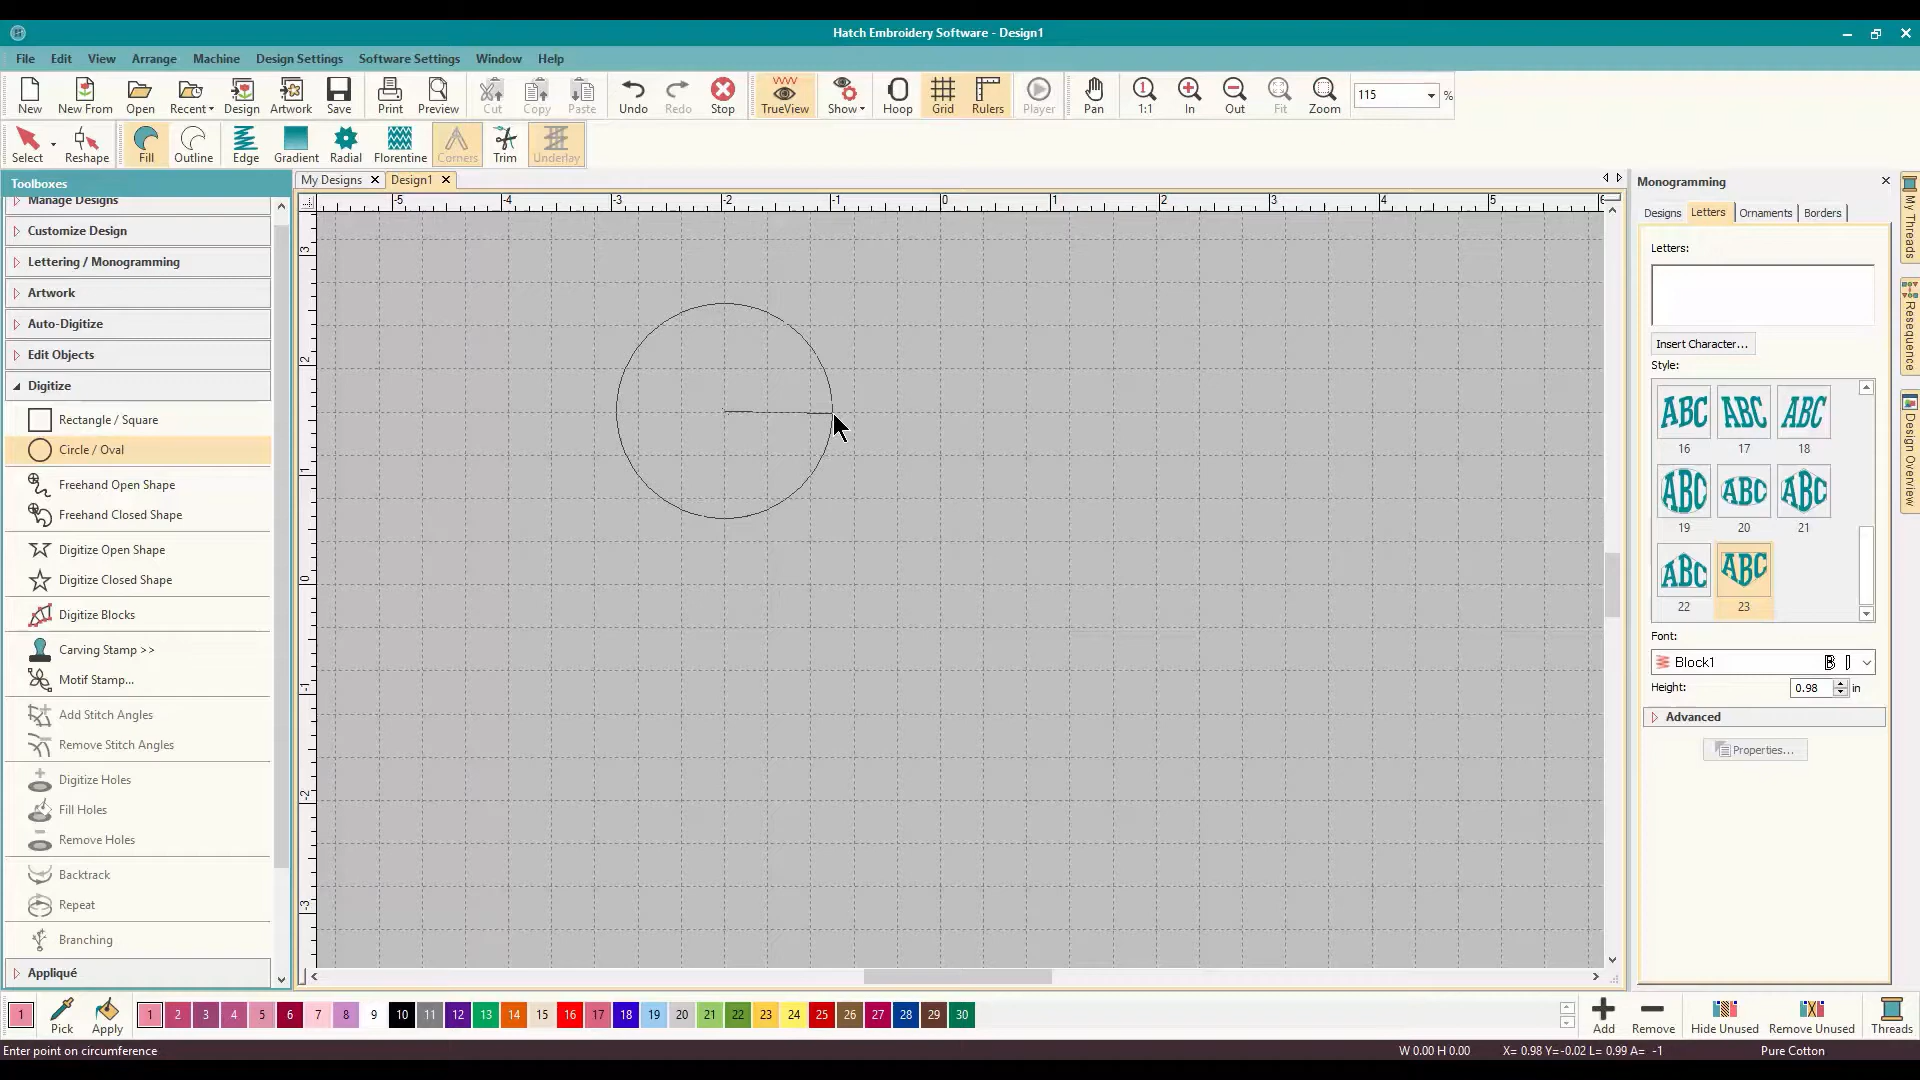 Hatch Embroidery Software - Design1
File Edit View Arrange Machine Design Settings Software Settings Window Help
New New From Open Recent Design Artwork Save Print Preview Cut Copy Paste Undo Redo Stop TrueView Show Hoop Grid Rulers Player Pan 1:1 In Out Fit Zoom 115 %
Select Reshape Fill Outline Edge Gradient Radial Florentine Corners Trim Underlay
Toolboxes
Manage Designs
Customize Design
Lettering / Monogramming
Artwork
Auto-Digitize
Edit Objects
Digitize
Rectangle / Square
Circle / Oval
Freehand Open Shape
Freehand Closed Shape
Digitize Open Shape
Digitize Closed Shape
Digitize Blocks
Carving Stamp >>
Motif Stamp...
Add Stitch Angles
Remove Stitch Angles
Digitize Holes
Fill Holes
Remove Holes
Backtrack
Repeat
Branching
Appliqué
My Designs Design1
-5 -4 -3 -2 -1 0 1 2 3 4 5
3
2
1
0
-1
-2
-3
Monogramming
Designs Letters Ornaments Borders
Letters:
Insert Character...
Style:
ABC ABC ABC
16 17 18
ABC ABC ABC
19 20 21
ABC ABC
22 23
Font:
Block1
Height: 0.98 in
Advanced
Properties...
My Threads
Resequence
Design Overview
1 Pick Apply 1 2 3 4 5 6 7 8 9 10 11 12 13 14 15 16 17 18 19 20 21 22 23 24 25 26 27 28 29 30 Add Remove Hide Unused Remove Unused Threads
Enter point on circumference W 0.00 H 0.00 X= 0.98 Y=-0.02 L= 0.99 A= -1 Pure Cotton